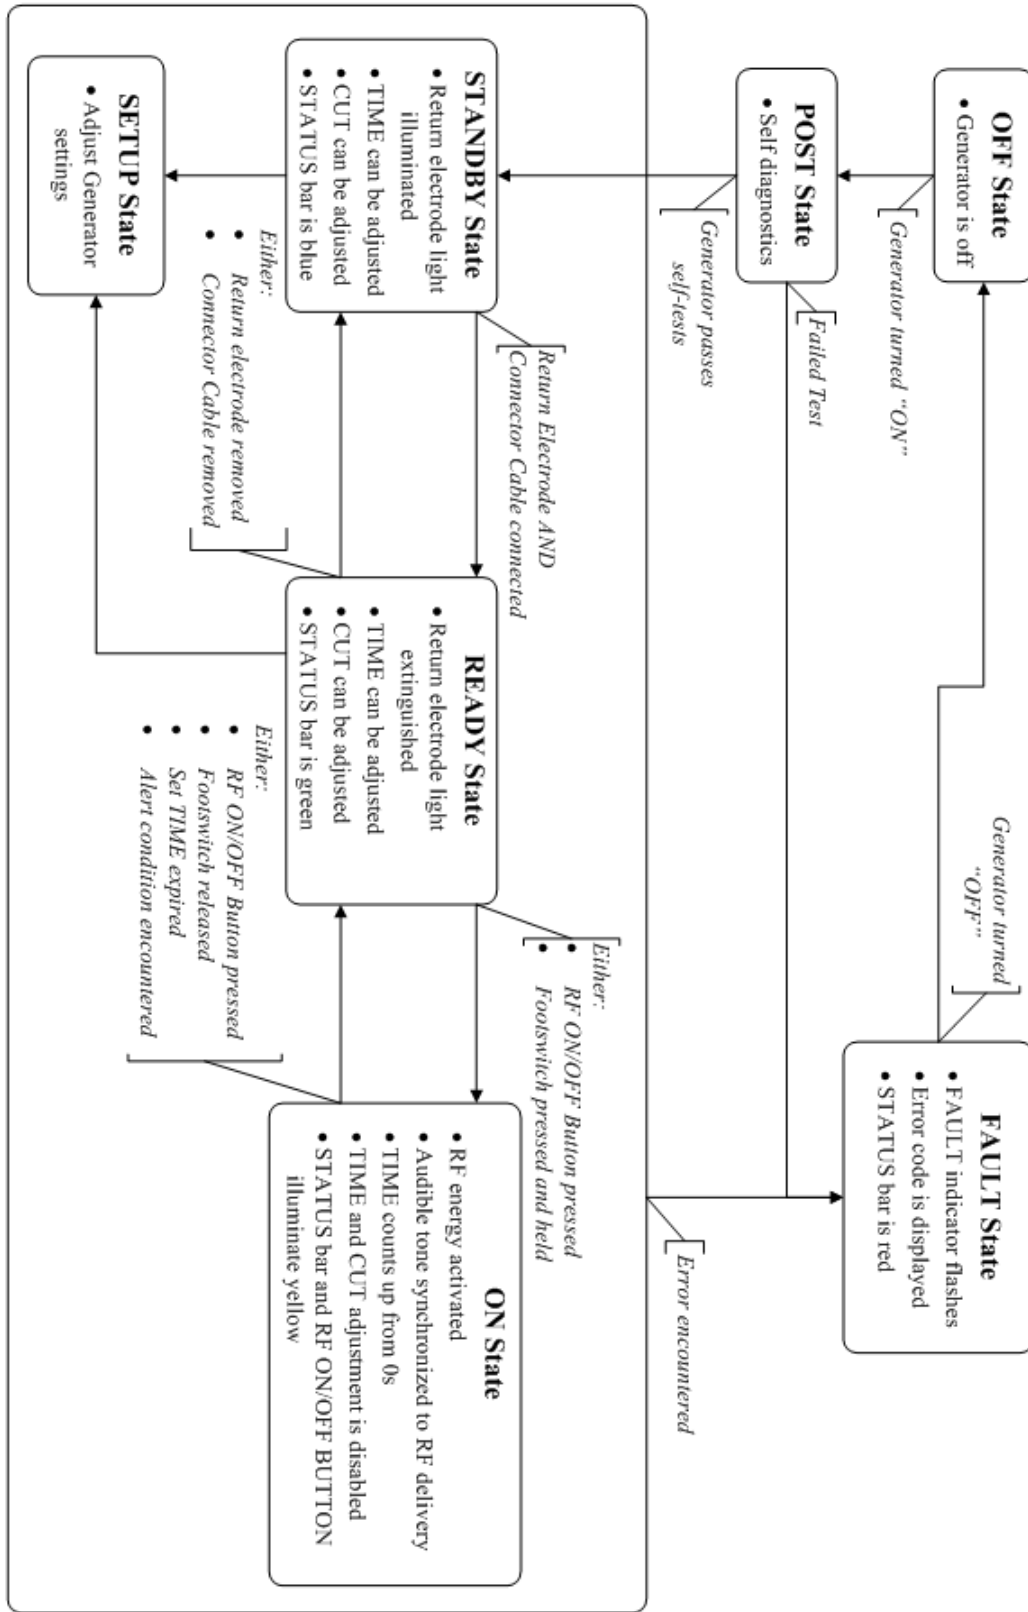 OFF State
• Generator is off
Generator turned "ON"
Generator turned
"OFF"
FAULT State
• FAULT indicator flashes
• Error code is displayed
• STATUS bar is red
POST State
• Self diagnostics
Failed Test
Generator passes
self-tests
Error encountered
Return Electrode AND
Connector Cable connected
Either:
• RF ON/OFF Button pressed
• Footswitch pressed and held
STANDBY State
• Return electrode light
illuminated
• TIME can be adjusted
• CUT can be adjusted
• STATUS bar is blue
READY State
• Return electrode light
extinguished
• TIME can be adjusted
• CUT can be adjusted
• STATUS bar is green
ON State
• RF energy activated
• Audible tone synchronized to RF delivery
• TIME counts up from 0s
• TIME and CUT adjustment is disabled
• STATUS bar and RF ON/OFF BUTTON
illuminate yellow
Either:
• Return electrode removed
• Connector Cable removed
Either:
• RF ON/OFF Button pressed
• Footswitch released
• Set TIME expired
• Alert condition encountered
SETUP State
• Adjust Generator
settings